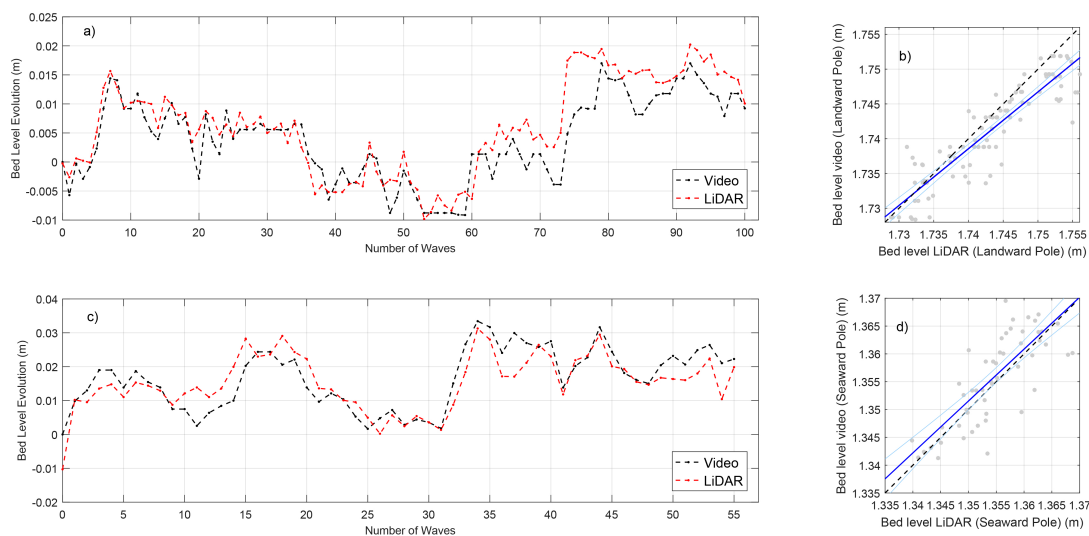 a)
Bed Level Evolution (m)
0.025
0.02
0.015
0.01
0.005
0
-0.005
-0.01
0 10 20 30 40 50 60 70 80 90 100
Number of Waves
Video
LiDAR
b)
Bed level video (Landward Pole) (m)
1.755
1.75
1.745
1.74
1.735
1.73
1.73 1.735 1.74 1.745 1.75 1.755
Bed level LiDAR (Landward Pole) (m)
c)
Bed Level Evolution (m)
0.04
0.03
0.02
0.01
0
-0.01
-0.02
0 5 10 15 20 25 30 35 40 45 50 55
Number of Waves
Video
LiDAR
d)
Bed level video (Seaward Pole) (m)
1.37
1.365
1.36
1.355
1.35
1.345
1.34
1.335
1.335 1.34 1.345 1.35 1.355 1.36 1.365 1.37
Bed level LiDAR (Seaward Pole) (m)